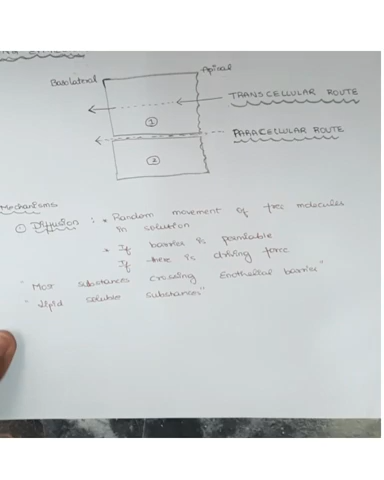 Basolateral
Apical
TRANSCELLULAR ROUTE
①
PARACELLULAR ROUTE
②
Mechanisms
① Diffusion : * Random movement of free molecules
in solution
* If barrier is permeable
If there is driving force
"Most substances crossing Endothelial barrier"
"Lipid soluble substances"